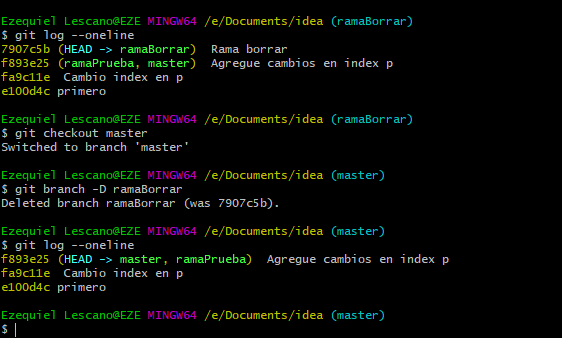 Ezequiel Lescano@EZE MINGW64 /e/Documents/idea (ramaBorrar)
$ git log --oneline
7907c5b (HEAD -> ramaBorrar) Rama borrar
f893e25 (ramaPrueba, master) Agregue cambios en index p
fa9c11e Cambio index en p
e100d4c primero
Ezequiel Lescano@EZE MINGW64 /e/Documents/idea (ramaBorrar)
$ git checkout master
Switched to branch 'master'
Ezequiel Lescano@EZE MINGW64 /e/Documents/idea (master)
$ git branch -D ramaBorrar
Deleted branch ramaBorrar (was 7907c5b).
Ezequiel Lescano@EZE MINGW64 /e/Documents/idea (master)
$ git log --oneline
f893e25 (HEAD -> master, ramaPrueba) Agregue cambios en index p
fa9c11e Cambio index en p
e100d4c primero
Ezequiel Lescano@EZE MINGW64 /e/Documents/idea (master)
$